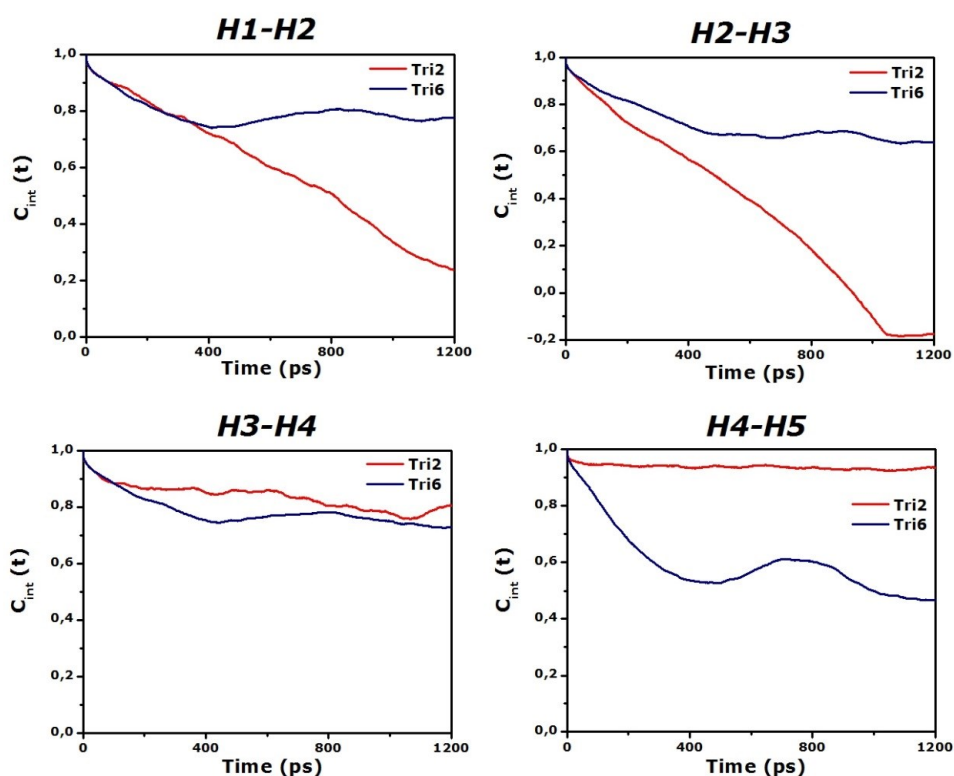 H1-H2
1,0
0,8
0,6
0,4
0,2
0,0
C_int (t)
Tri2
Tri6
0 400 800 1200
Time (ps)
H2-H3
1,0
0,8
0,6
0,4
0,2
0,0
-0,2
C_int (t)
Tri2
Tri6
0 400 800 1200
Time (ps)
H3-H4
1,0
0,8
0,6
0,4
0,2
0,0
C_int (t)
Tri2
Tri6
0 400 800 1200
Time (ps)
H4-H5
1,0
0,8
0,6
0,4
0,2
0,0
C_int (t)
Tri2
Tri6
0 400 800 1200
Time (ps)